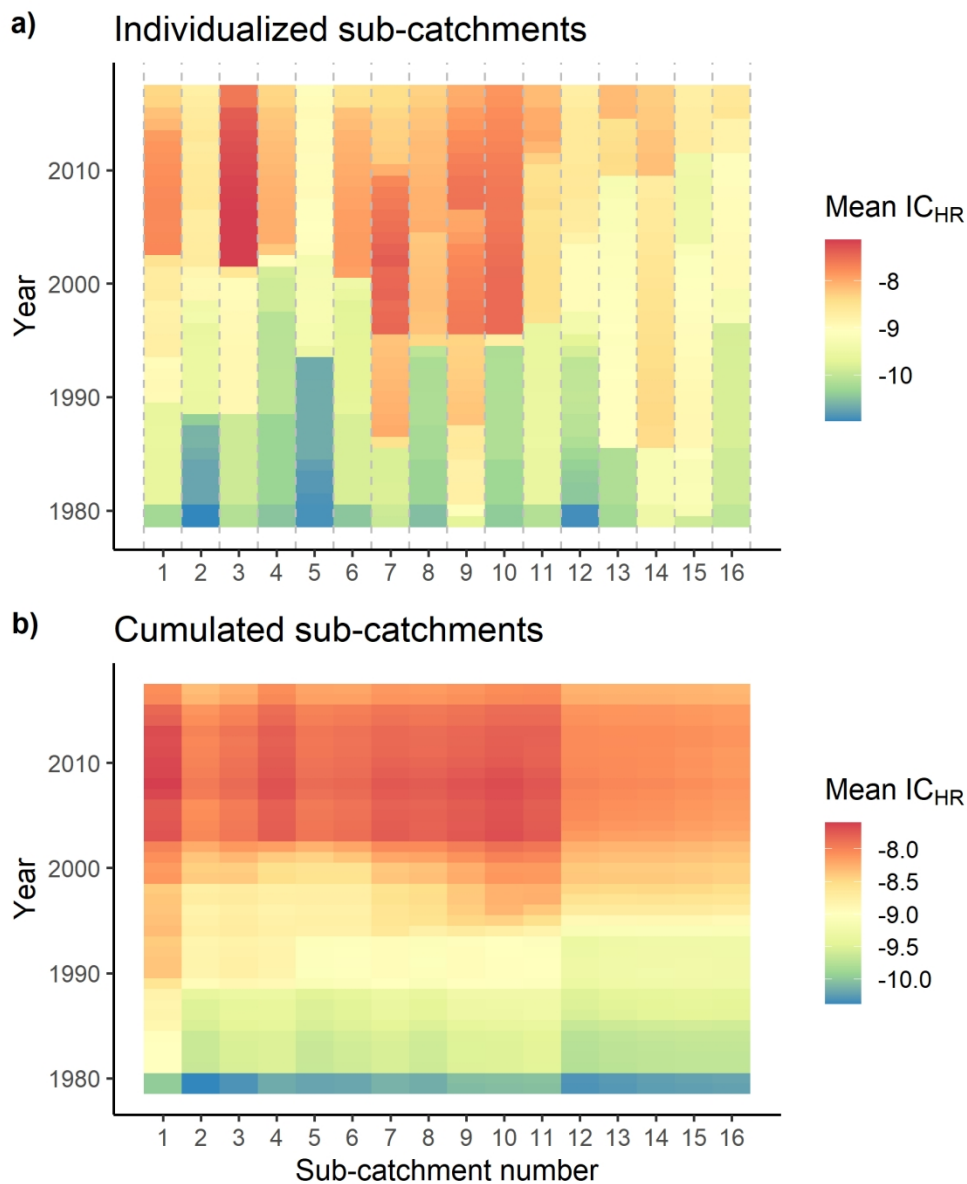 a) Individualized sub-catchments
Year
2010
2000
1990
1980
1 2 3 4 5 6 7 8 9 10 11 12 13 14 15 16
Mean IC_HR
-8
-9
-10
b) Cumulated sub-catchments
Year
2010
2000
1990
1980
1 2 3 4 5 6 7 8 9 10 11 12 13 14 15 16
Sub-catchment number
Mean IC_HR
-8.0
-8.5
-9.0
-9.5
-10.0